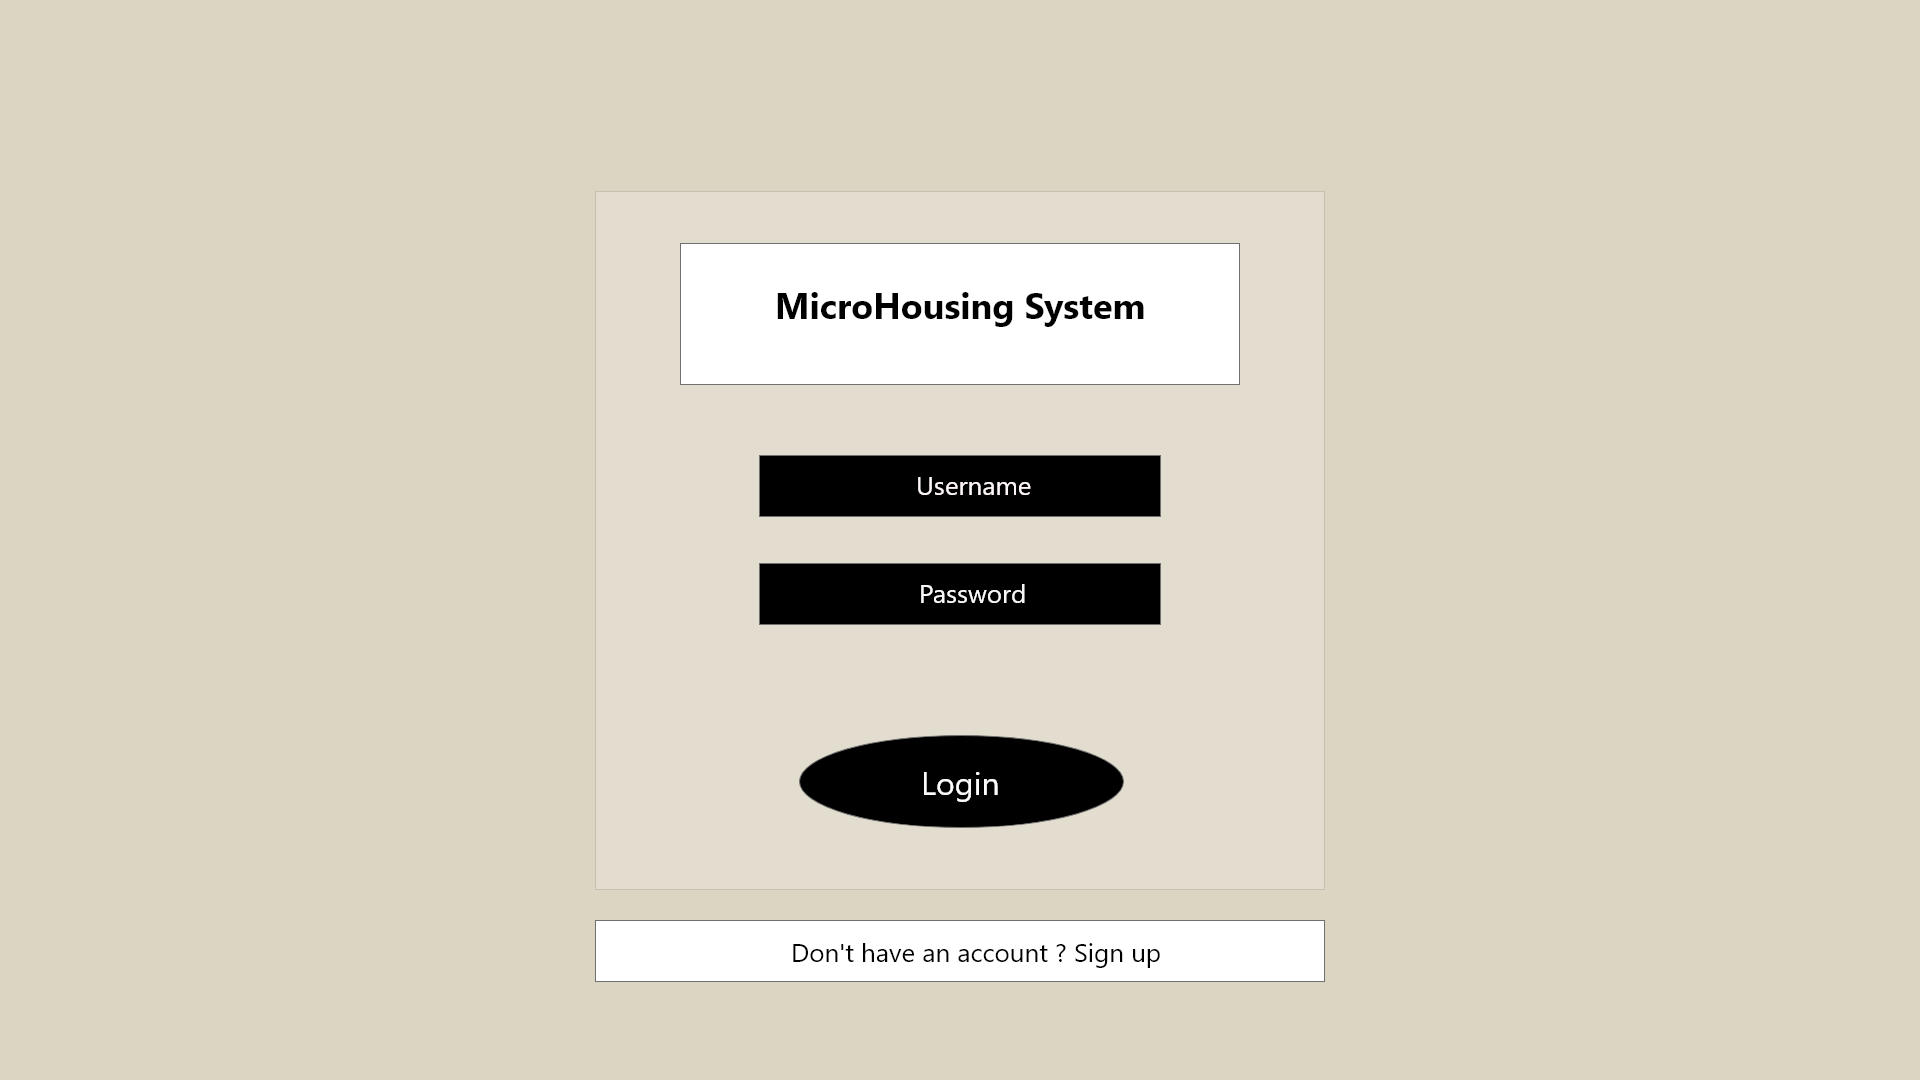 MicroHousing System
Username
Password
Login
Don't have an account ? Sign up